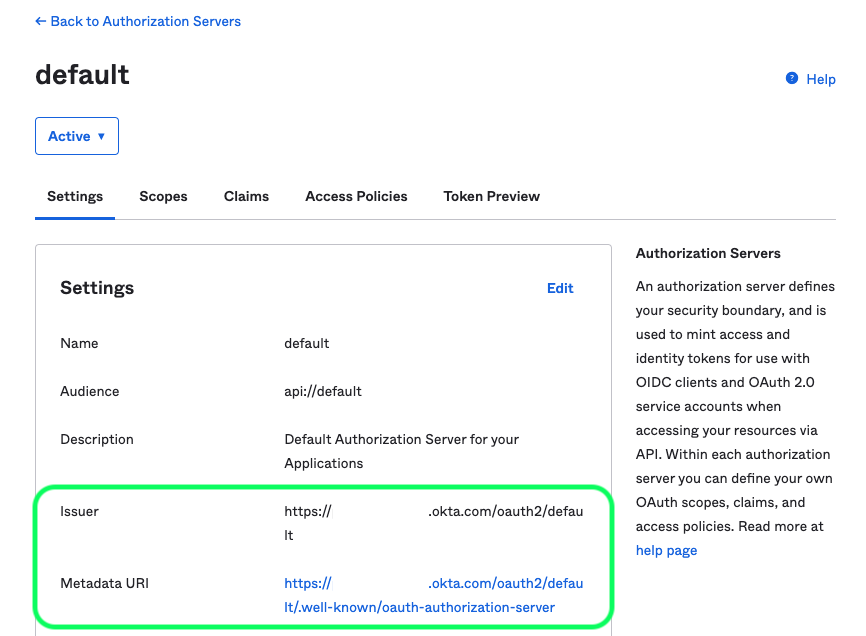 ← Back to Authorization Servers
default
? Help
Active ▼
Settings Scopes Claims Access Policies Token Preview
Settings
Edit
Name default
Audience api://default
Description Default Authorization Server for your
Applications
Issuer https:// .okta.com/oauth2/defau
lt
Metadata URI https:// .okta.com/oauth2/defau
lt/.well-known/oauth-authorization-server
Authorization Servers
An authorization server defines
your security boundary, and is
used to mint access and
identity tokens for use with
OIDC clients and OAuth 2.0
service accounts when
accessing your resources via
API. Within each authorization
server you can define your own
OAuth scopes, claims, and
access policies. Read more at
help page